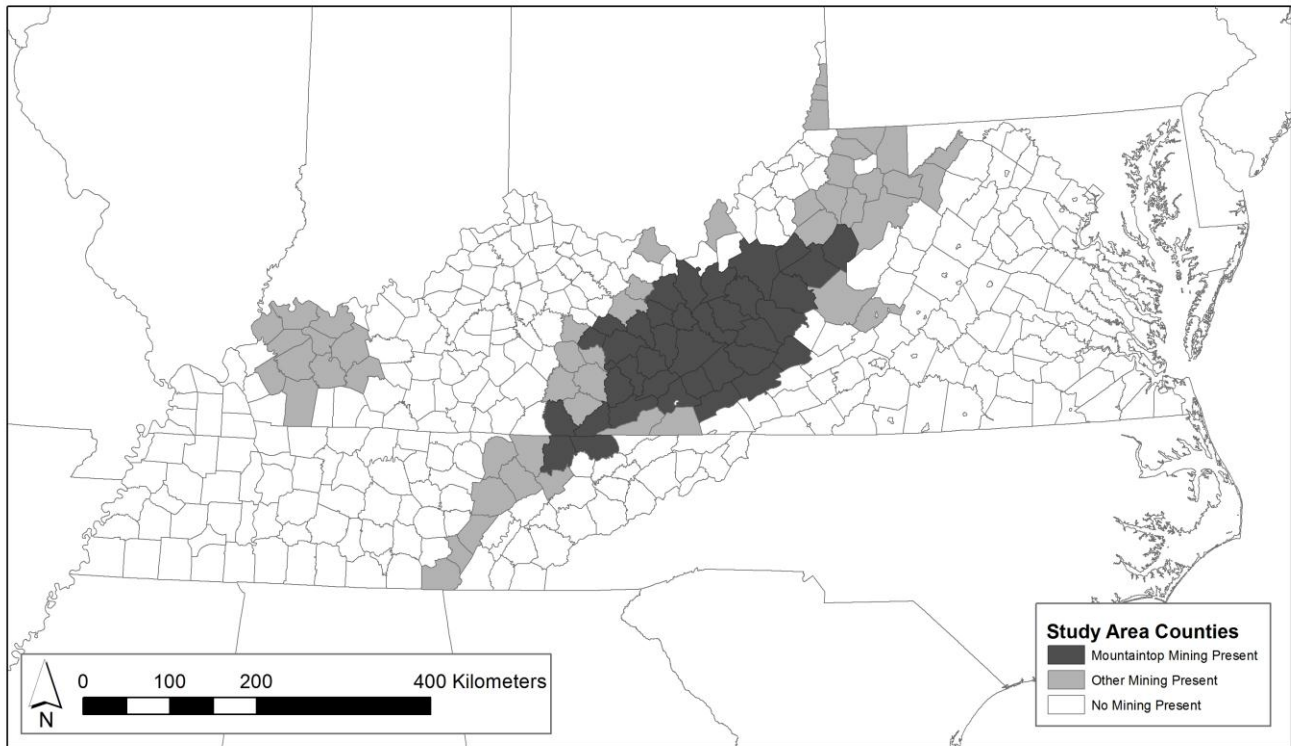 Study Area Counties
Mountaintop Mining Present
Other Mining Present
No Mining Present
0 100 200 400 Kilometers
N